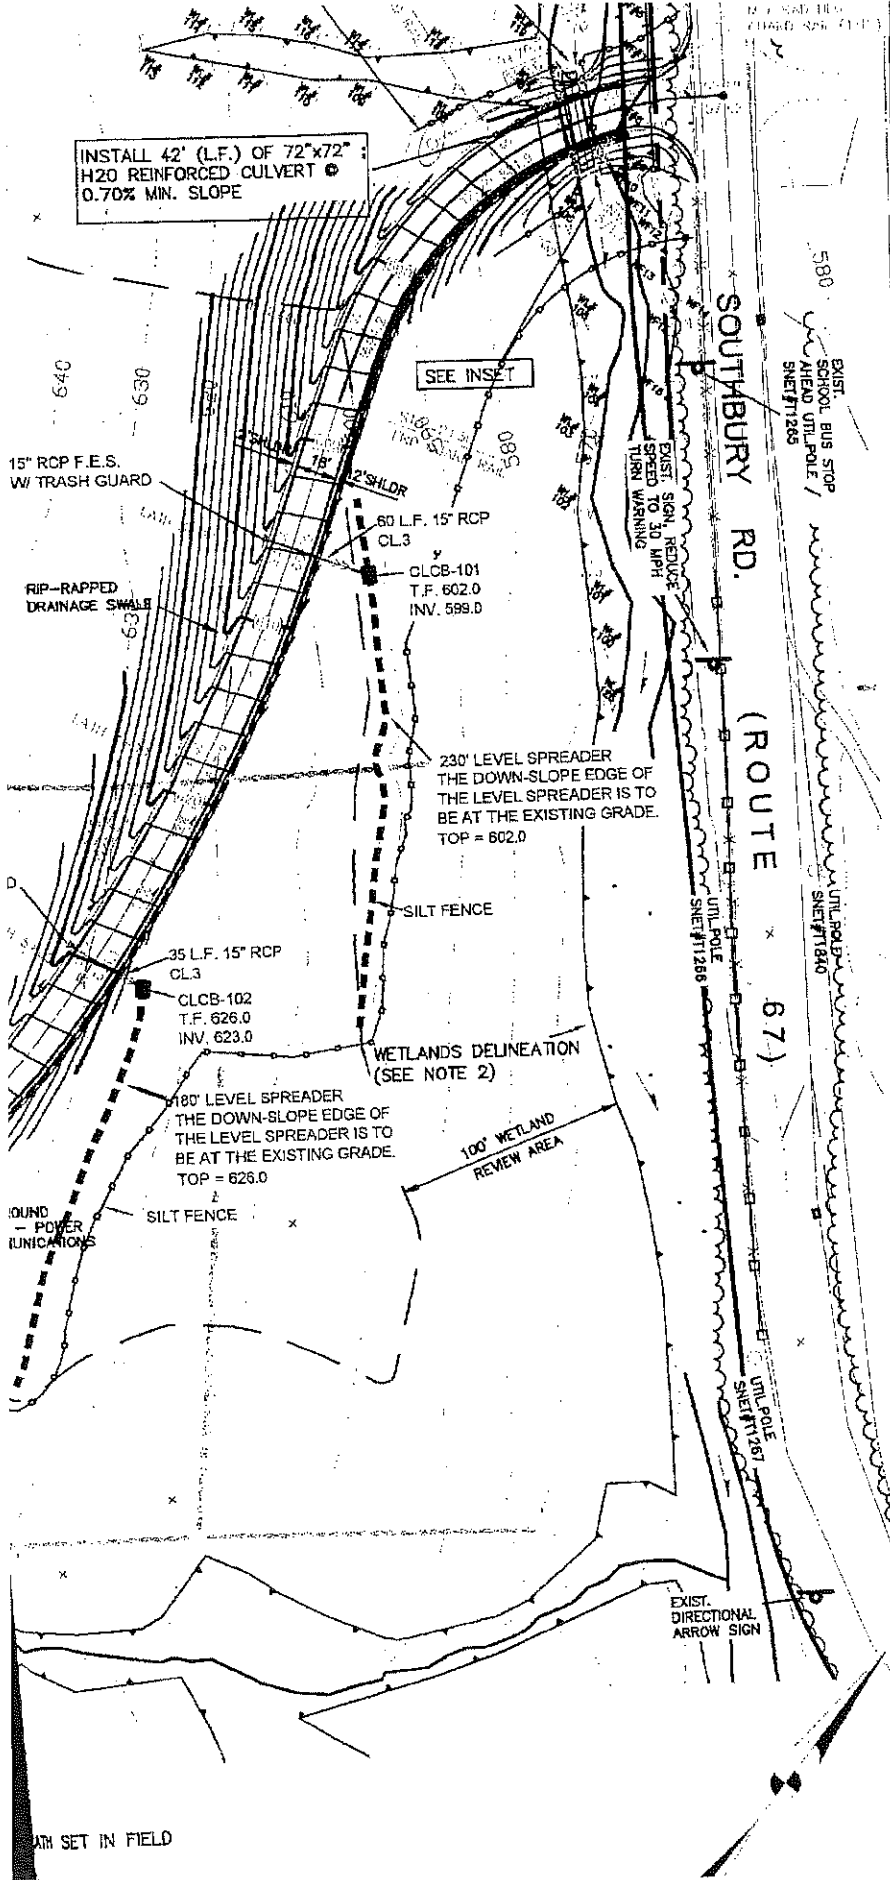 INSTALL 42' (L.F.) OF 72"x72"
H20 REINFORCED CULVERT @
0.70% MIN. SLOPE
580
EXIST.
SCHOOL BUS STOP
AHEAD UTIL.POLE /
SNET#T1265
SOUTHBURY RD.
640
630
SEE INSET
580
15" RCP F.E.S.
W/ TRASH GUARD
2'SHLDR
18'
2'SHLDR
EXIST. SIGN, REDUCE
SPEED TO 30 MPH
TURN WARNING
60 L.F. 15" RCP
CL.3
CLCB-101
T.F. 602.0
INV. 599.0
RIP-RAPPED
DRAINAGE SWALE
(ROUTE 67)
230' LEVEL SPREADER
THE DOWN-SLOPE EDGE OF
THE LEVEL SPREADER IS TO
BE AT THE EXISTING GRADE.
TOP = 602.0
SILT FENCE
UTIL.POLE
SNET#T1266
UTIL.POLE
SNET#T1840
35 L.F. 15" RCP
CL.3
CLCB-102
T.F. 626.0
INV. 623.0
WETLANDS DELINEATION
(SEE NOTE 2)
180' LEVEL SPREADER
THE DOWN-SLOPE EDGE OF
THE LEVEL SPREADER IS TO
BE AT THE EXISTING GRADE.
TOP = 626.0
100' WETLAND
REVIEW AREA
SILT FENCE
OUND
- POWER
UNICATIONS
UTIL.POLE
SNET#T1267
EXIST.
DIRECTIONAL
ARROW SIGN
ATH SET IN FIELD